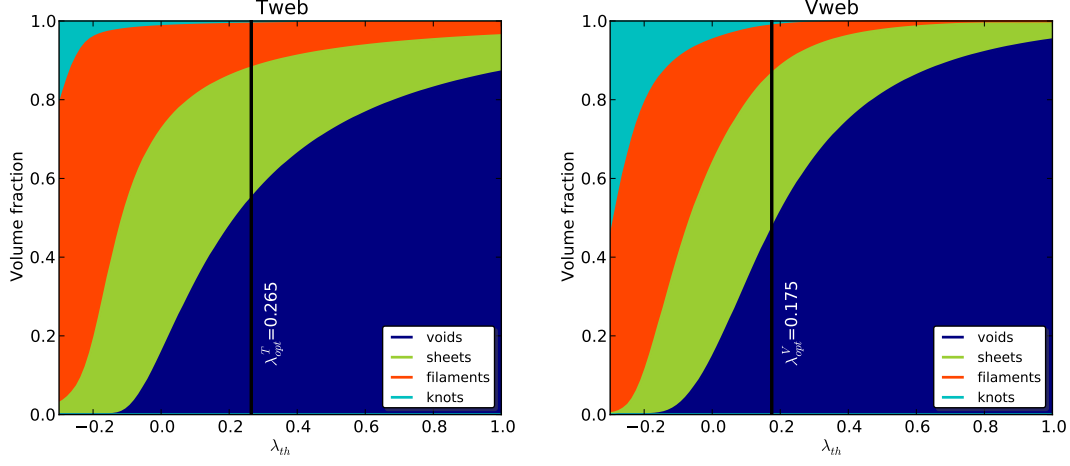 Tweb
1.0
0.8
0.6
0.4
0.2
0.0
Volume fraction
−0.2 0.0 0.2 0.4 0.6 0.8 1.0
λth
λᵀopt=0.265
voids
sheets
filaments
knots
Vweb
1.0
0.8
0.6
0.4
0.2
0.0
Volume fraction
−0.2 0.0 0.2 0.4 0.6 0.8 1.0
λth
λⱽopt=0.175
voids
sheets
filaments
knots